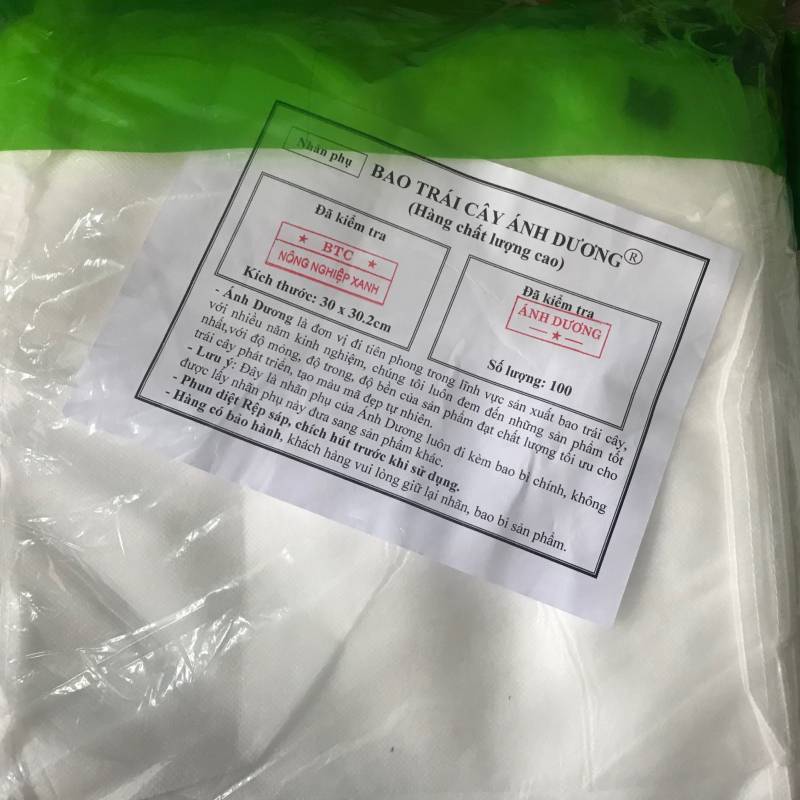 Nhãn phụ
BAO TRÁI CÂY ÁNH DƯƠNG®
(Hàng chất lượng cao)
Đã kiểm tra
BTC
NÔNG NGHIỆP XANH
Kích thước: 30 x 30.2cm
Đã kiểm tra
ÁNH DƯƠNG
Số lượng: 100
- Ánh Dương là đơn vị đi tiên phong trong lĩnh vực sản xuất bao trái cây,
với nhiều năm kinh nghiệm, chúng tôi luôn đem đến những sản phẩm tốt
nhất,với độ mỏng, độ trong, độ bền của sản phẩm đạt chất lượng tối ưu cho
trái cây phát triển, tạo màu mã đẹp tự nhiên.
- Lưu ý: Đây là nhãn phụ của Ánh Dương luôn đi kèm bao bì chính, không
được lấy nhãn phụ này đưa sang sản phẩm khác.
- Phun diệt Rệp sáp, chích hút trước khi sử dụng.
- Hàng có bảo hành, khách hàng vui lòng giữ lại nhãn, bao bì sản phẩm.